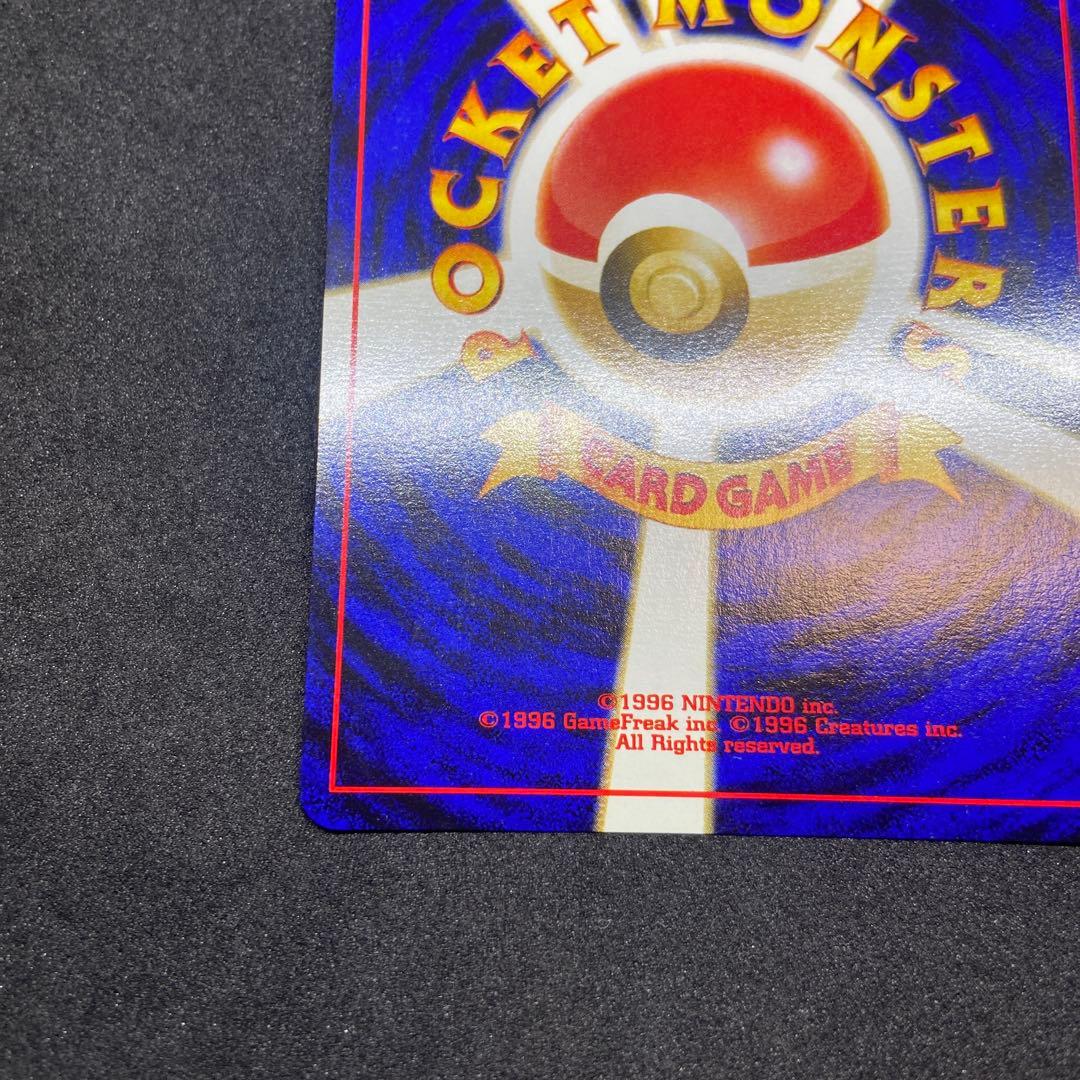 POCKET MONSTERS
CARD GAME
©1996 NINTENDO inc.
©1996 GameFreak inc. ©1996 Creatures inc.
All Rights reserved.